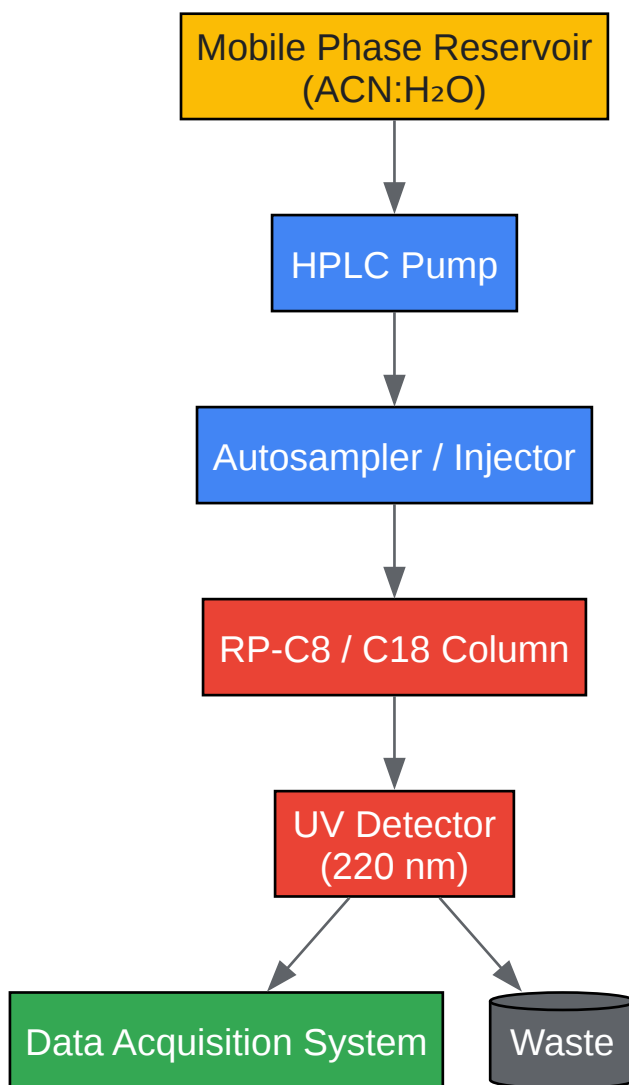 Mobile Phase Reservoir
(ACN:H₂O)
HPLC Pump
Autosampler / Injector
RP-C8 / C18 Column
UV Detector
(220 nm)
Data Acquisition System
Waste